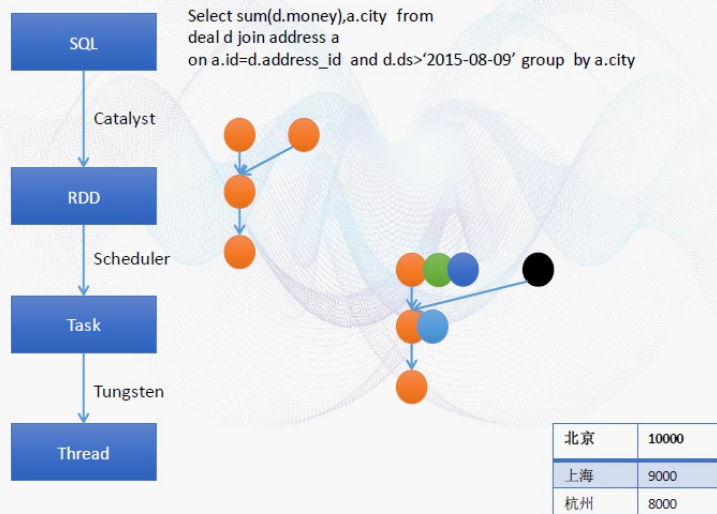 SQL
Select sum(d.money),a.city from
deal d join address a
on a.id=d.address_id and d.ds>‘2015-08-09’ group by a.city
Catalyst
RDD
Scheduler
Task
Tungsten
Thread
北京 10000
上海 9000
杭州 8000